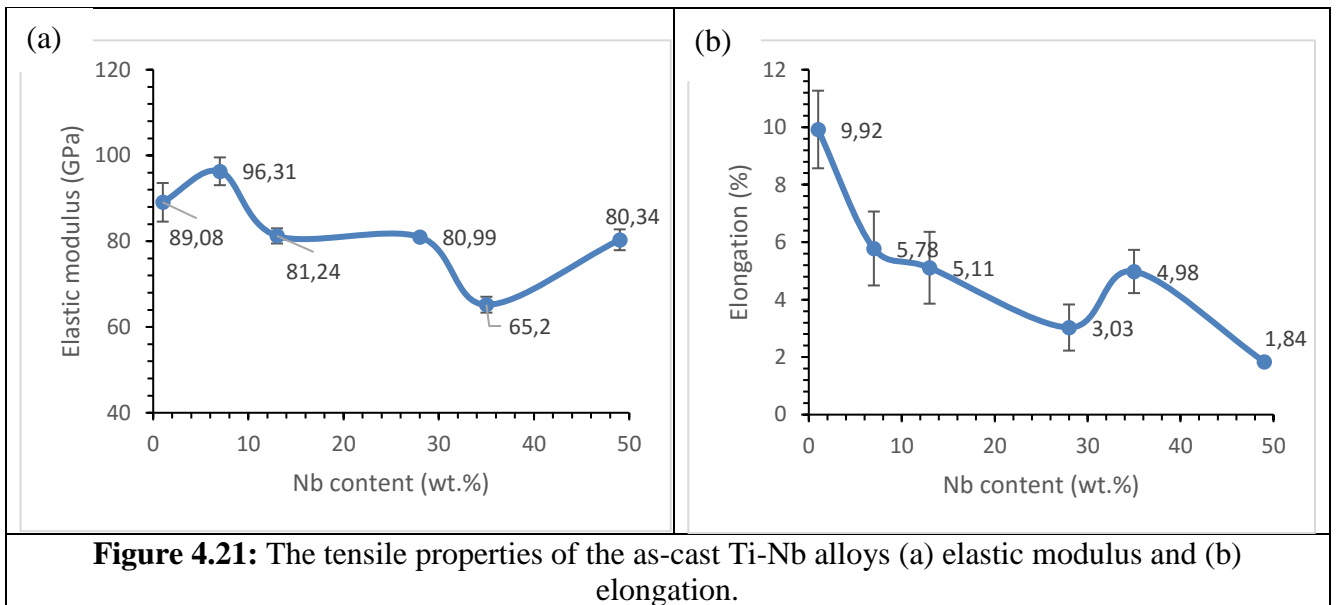 (a)
120
100
80
60
40
Elastic modulus (GPa)
89,08
96,31
81,24
80,99
65,2
80,34
0 10 20 30 40 50
Nb content (wt.%)
(b)
12
10
8
6
4
2
0
Elongation (%)
9,92
5,78
5,11
3,03
4,98
1,84
0 10 20 30 40 50
Nb content (wt.%)
Figure 4.21: The tensile properties of the as-cast Ti-Nb alloys (a) elastic modulus and (b)
elongation.